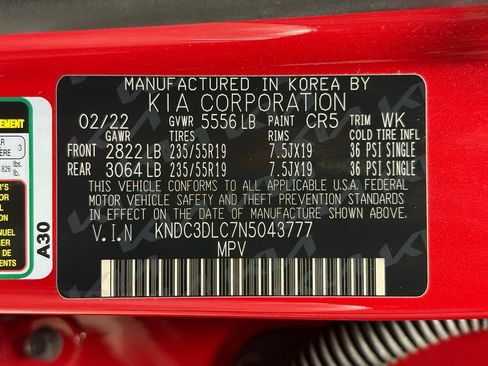 MANUFACTURED IN KOREA BY
KIA CORPORATION
02/22 GVWR 5556 LB PAINT CR5 TRIM WK
GAWR TIRES RIMS COLD TIRE INFL
FRONT 2822 LB 235/55R19 7.5JX19 36 PSI SINGLE
REAR 3064 LB 235/55R19 7.5JX19 36 PSI SINGLE
THIS VEHICLE CONFORMS TO ALL APPLICABLE U.S.A. FEDERAL
MOTOR VEHICLE SAFETY AND THEFT PREVENTION STANDARDS
IN EFFECT ON THE DATE OF MANUFACTURE SHOWN ABOVE.
V.I.N KNDC3DLC7N5043777
MPV
A30
3
826 lbs.